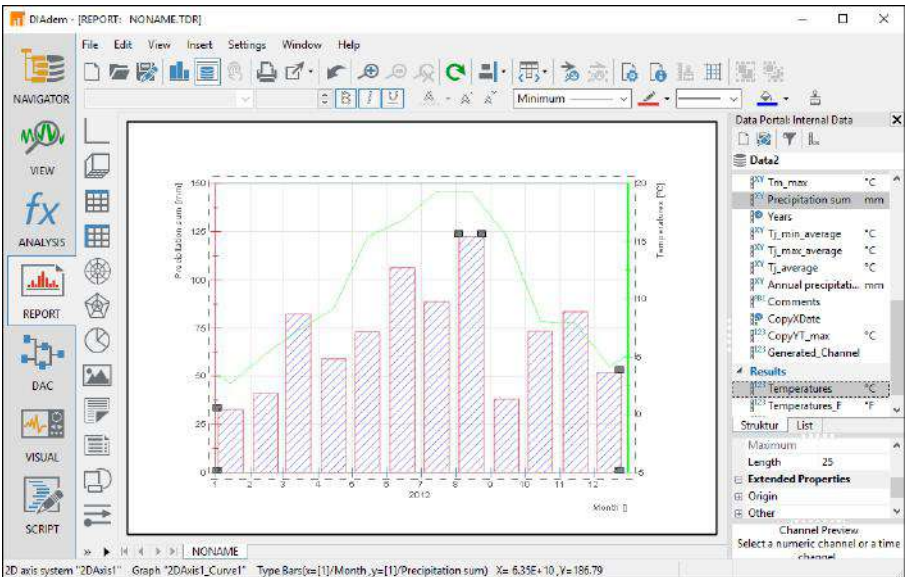 DIAdem - [REPORT: NONAME.TDR]
File Edit View Insert Settings Window Help
NAVIGATOR
VIEW
ANALYSIS
REPORT
DAC
VISUAL
SCRIPT
B I U A A A Minimum
Precipitation sum [mm]
150
125
100
75
50
25
0
1 2 3 4 5 6 7 8 9 10 11 12
2012
Month []
20
15
10
5
0
-5
Temperatures [°C]
NONAME
Data Portal: Internal Data
Data2
Tm_max °C
Precipitation sum mm
Years
Tj_min_average °C
Tj_max_average °C
Tj_average °C
Annual precipitati... mm
Comments
CopyXDate
CopyYT_max °C
Generated_Channel
Results
Temperatures °C
Temperatures_F °F
Struktur List
Maximum
Length 25
Extended Properties
Origin
Other
Channel Preview
Select a numeric channel or a time
channel
2D axis system "2DAxis1" Graph "2DAxis1_Curve1" Type Bars(x=[1]/Month ,y=[1]/Precipitation sum) X= 6.35E+10 ,Y= 186.79